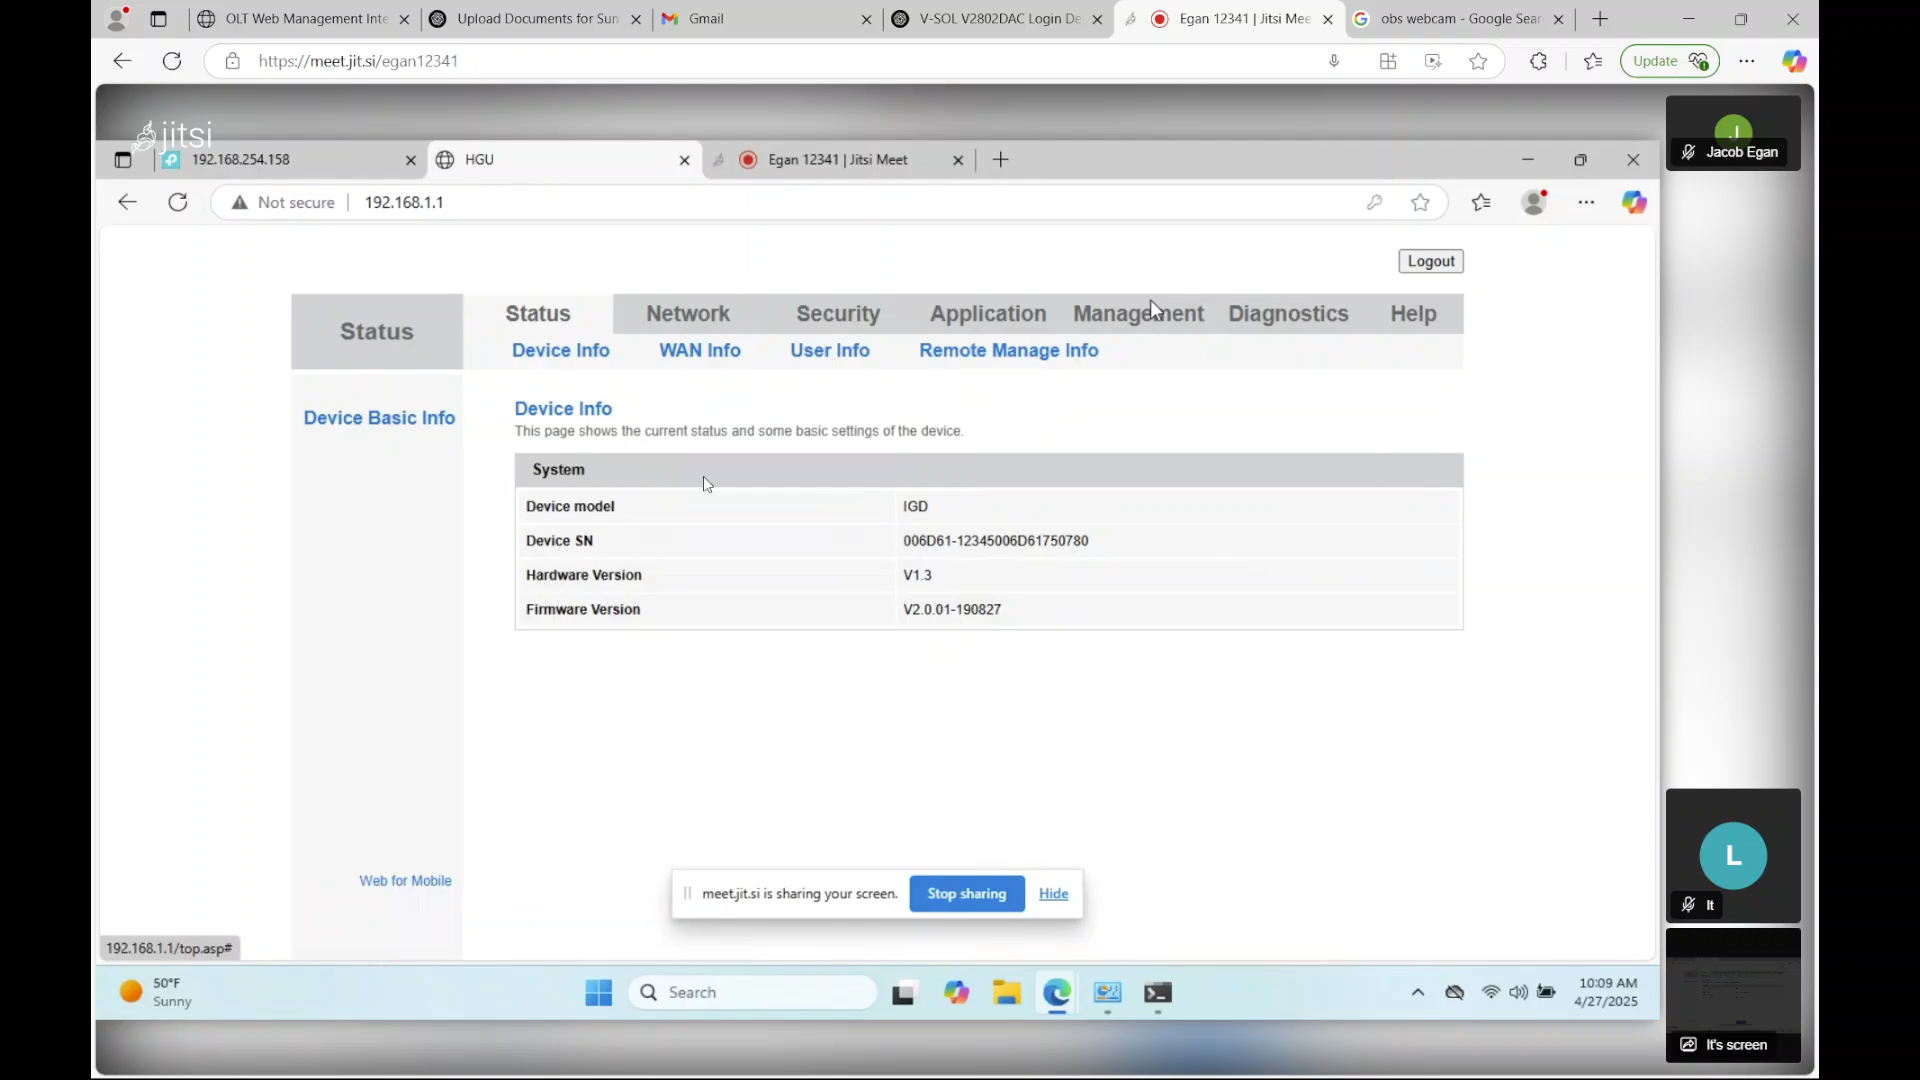 OLT Web Management Inte
Upload Documents for Sun
Gmail
V-SOL V2802DAC Login De
Egan 12341 | Jitsi Mee
obs webcam - Google Sear
https://meet.jit.si/egan12341
Update
jitsi
192.168.254.158
HGU
Egan 12341 | Jitsi Meet
Not secure
192.168.1.1
Logout
Status
Status
Network
Security
Application
Management
Diagnostics
Help
Device Info
WAN Info
User Info
Remote Manage Info
Device Basic Info
Device Info
This page shows the current status and some basic settings of the device.
System
Device model IGD
Device SN 006D61-12345006D61750780
Hardware Version V1.3
Firmware Version V2.0.01-190827
Web for Mobile
meet.jit.si is sharing your screen.
Stop sharing
Hide
192.168.1.1/top.asp#
50°F
Sunny
Search
10:09 AM
4/27/2025
J
Jacob Egan
L
lt
lt's screen